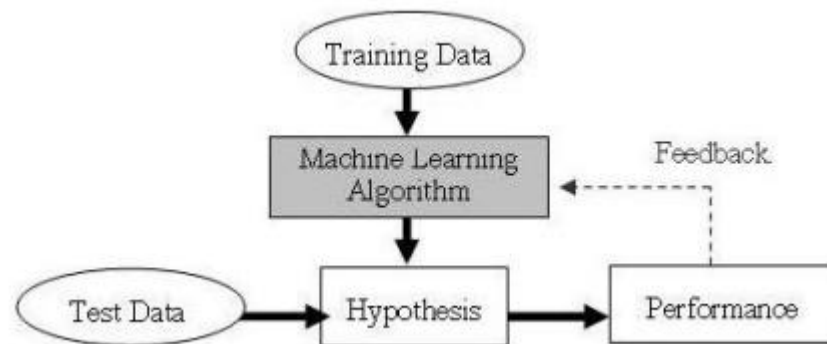 Training Data
Machine Learning
Algorithm
Feedback.
Test Data
Hypothesis
Performance